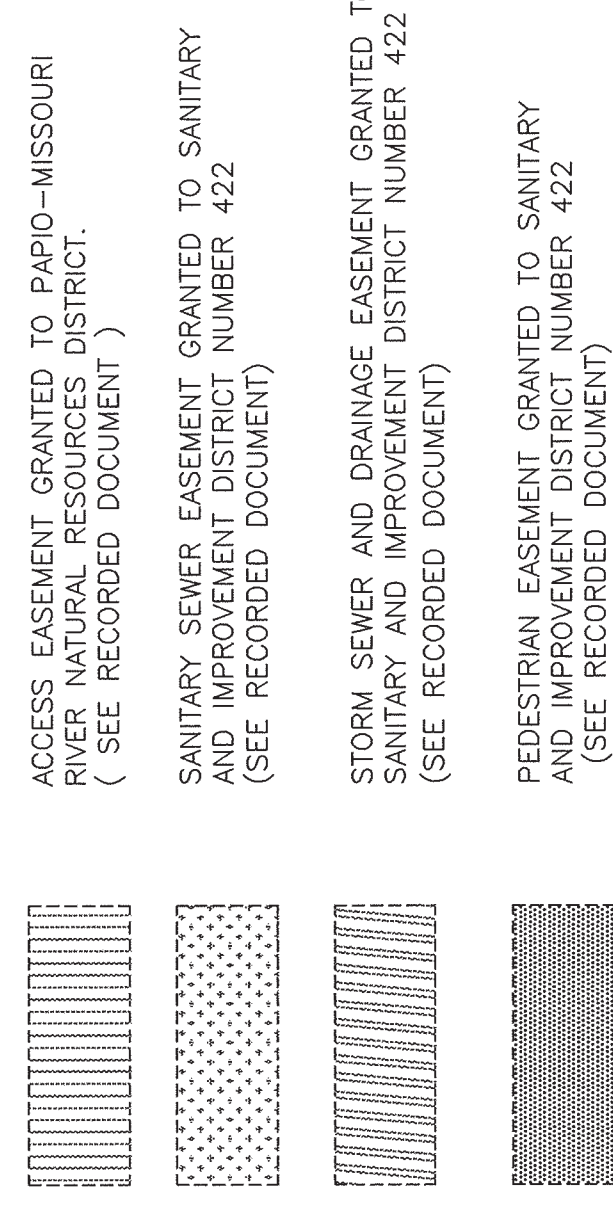 ACCESS EASEMENT GRANTED TO PAPIO-MISSOURI
RIVER NATURAL RESOURCES DISTRICT.
( SEE RECORDED DOCUMENT )
SANITARY SEWER EASEMENT GRANTED TO SANITARY
AND IMPROVEMENT DISTRICT NUMBER 422
(SEE RECORDED DOCUMENT)
STORM SEWER AND DRAINAGE EASEMENT GRANTED
SANITARY AND IMPROVEMENT DISTRICT NUMBER 422
(SEE RECORDED DOCUMENT)
PEDESTRIAN EASEMENT GRANTED TO SANITARY
AND IMPROVEMENT DISTRICT NUMBER 422
(SEE RECORDED DOCUMENT)